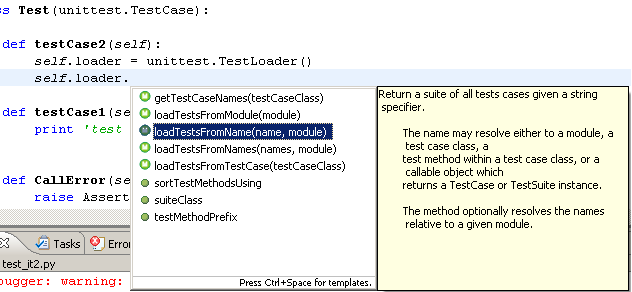 ss Test(unittest.TestCase):
def testCase2(self):
self.loader = unittest.TestLoader()
self.loader.
def testCase1(se
print 'test
def CallError(se
raise Assert
getTestCaseNames(testCaseClass)
loadTestsFromModule(module)
loadTestsFromName(name, module)
loadTestsFromNames(names, module)
loadTestsFromTestCase(testCaseClass)
sortTestMethodsUsing
suiteClass
testMethodPrefix
Press Ctrl+Space for templates.
Return a suite of all tests cases given a string
specifier.
The name may resolve either to a module, a
test case class, a
test method within a test case class, or a
callable object which
returns a TestCase or TestSuite instance.
The method optionally resolves the names
relative to a given module.
Tasks
Error
test_it2.py
bugger: warning: